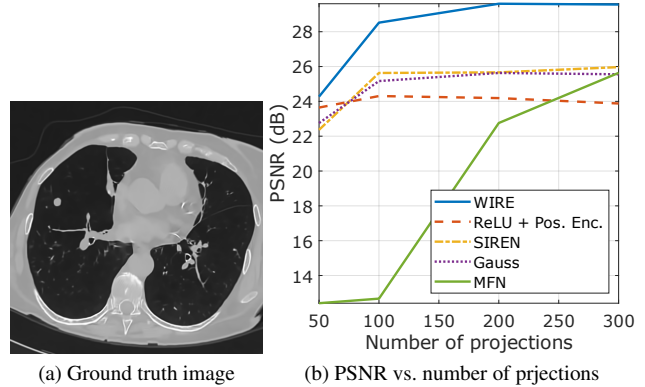 28
26
24
22
20
18
16
14
PSNR (dB)
WIRE
ReLU + Pos. Enc.
SIREN
Gauss
MFN
50 100 150 200 250 300
Number of projections
(a) Ground truth image
(b) PSNR vs. number of prjections